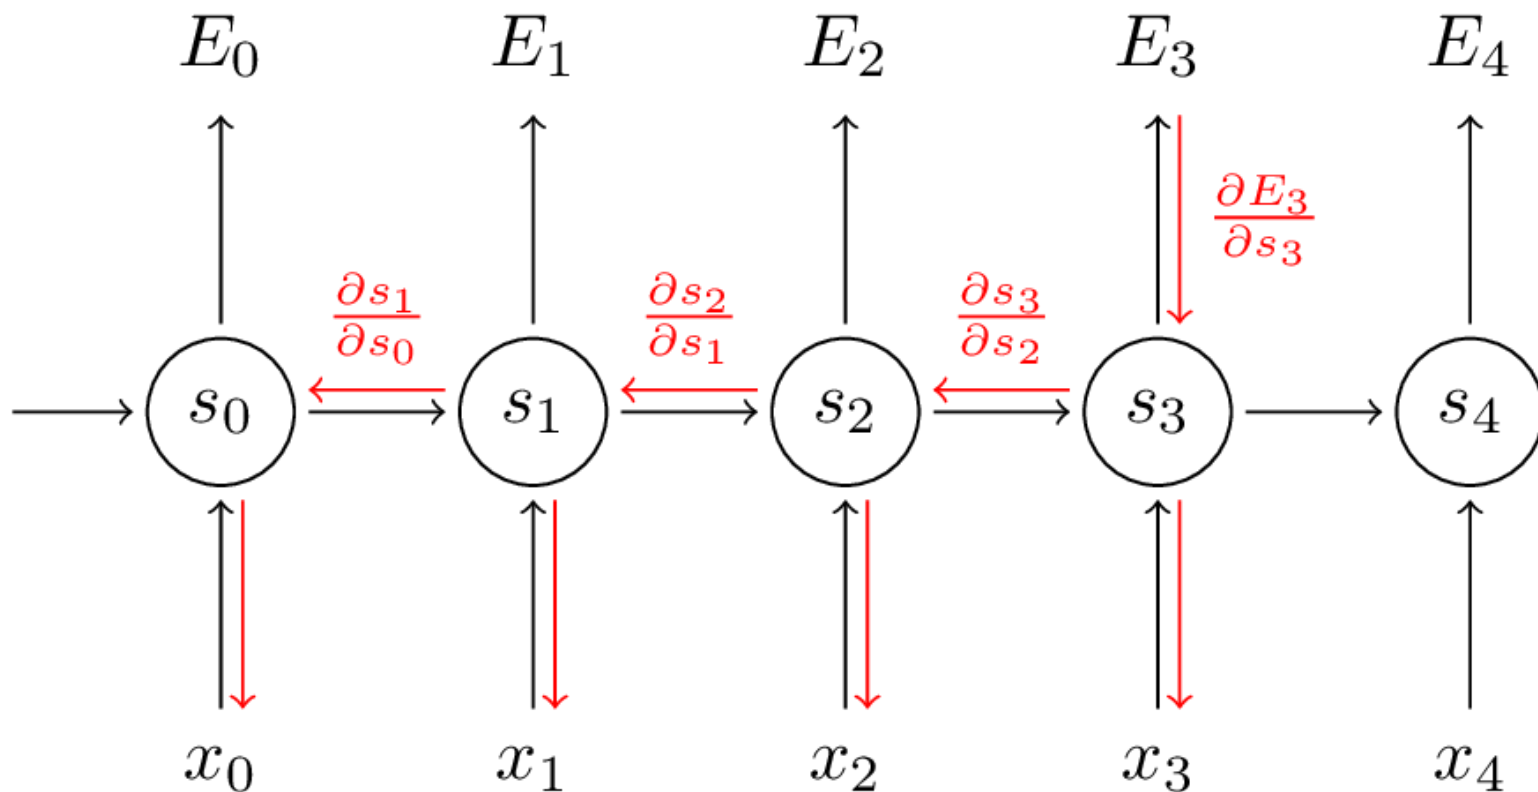 E₀ E₁ E₂ E₃ E₄
∂E₃/∂s₃
∂s₁/∂s₀ ∂s₂/∂s₁ ∂s₃/∂s₂
s₀ s₁ s₂ s₃ s₄
x₀ x₁ x₂ x₃ x₄